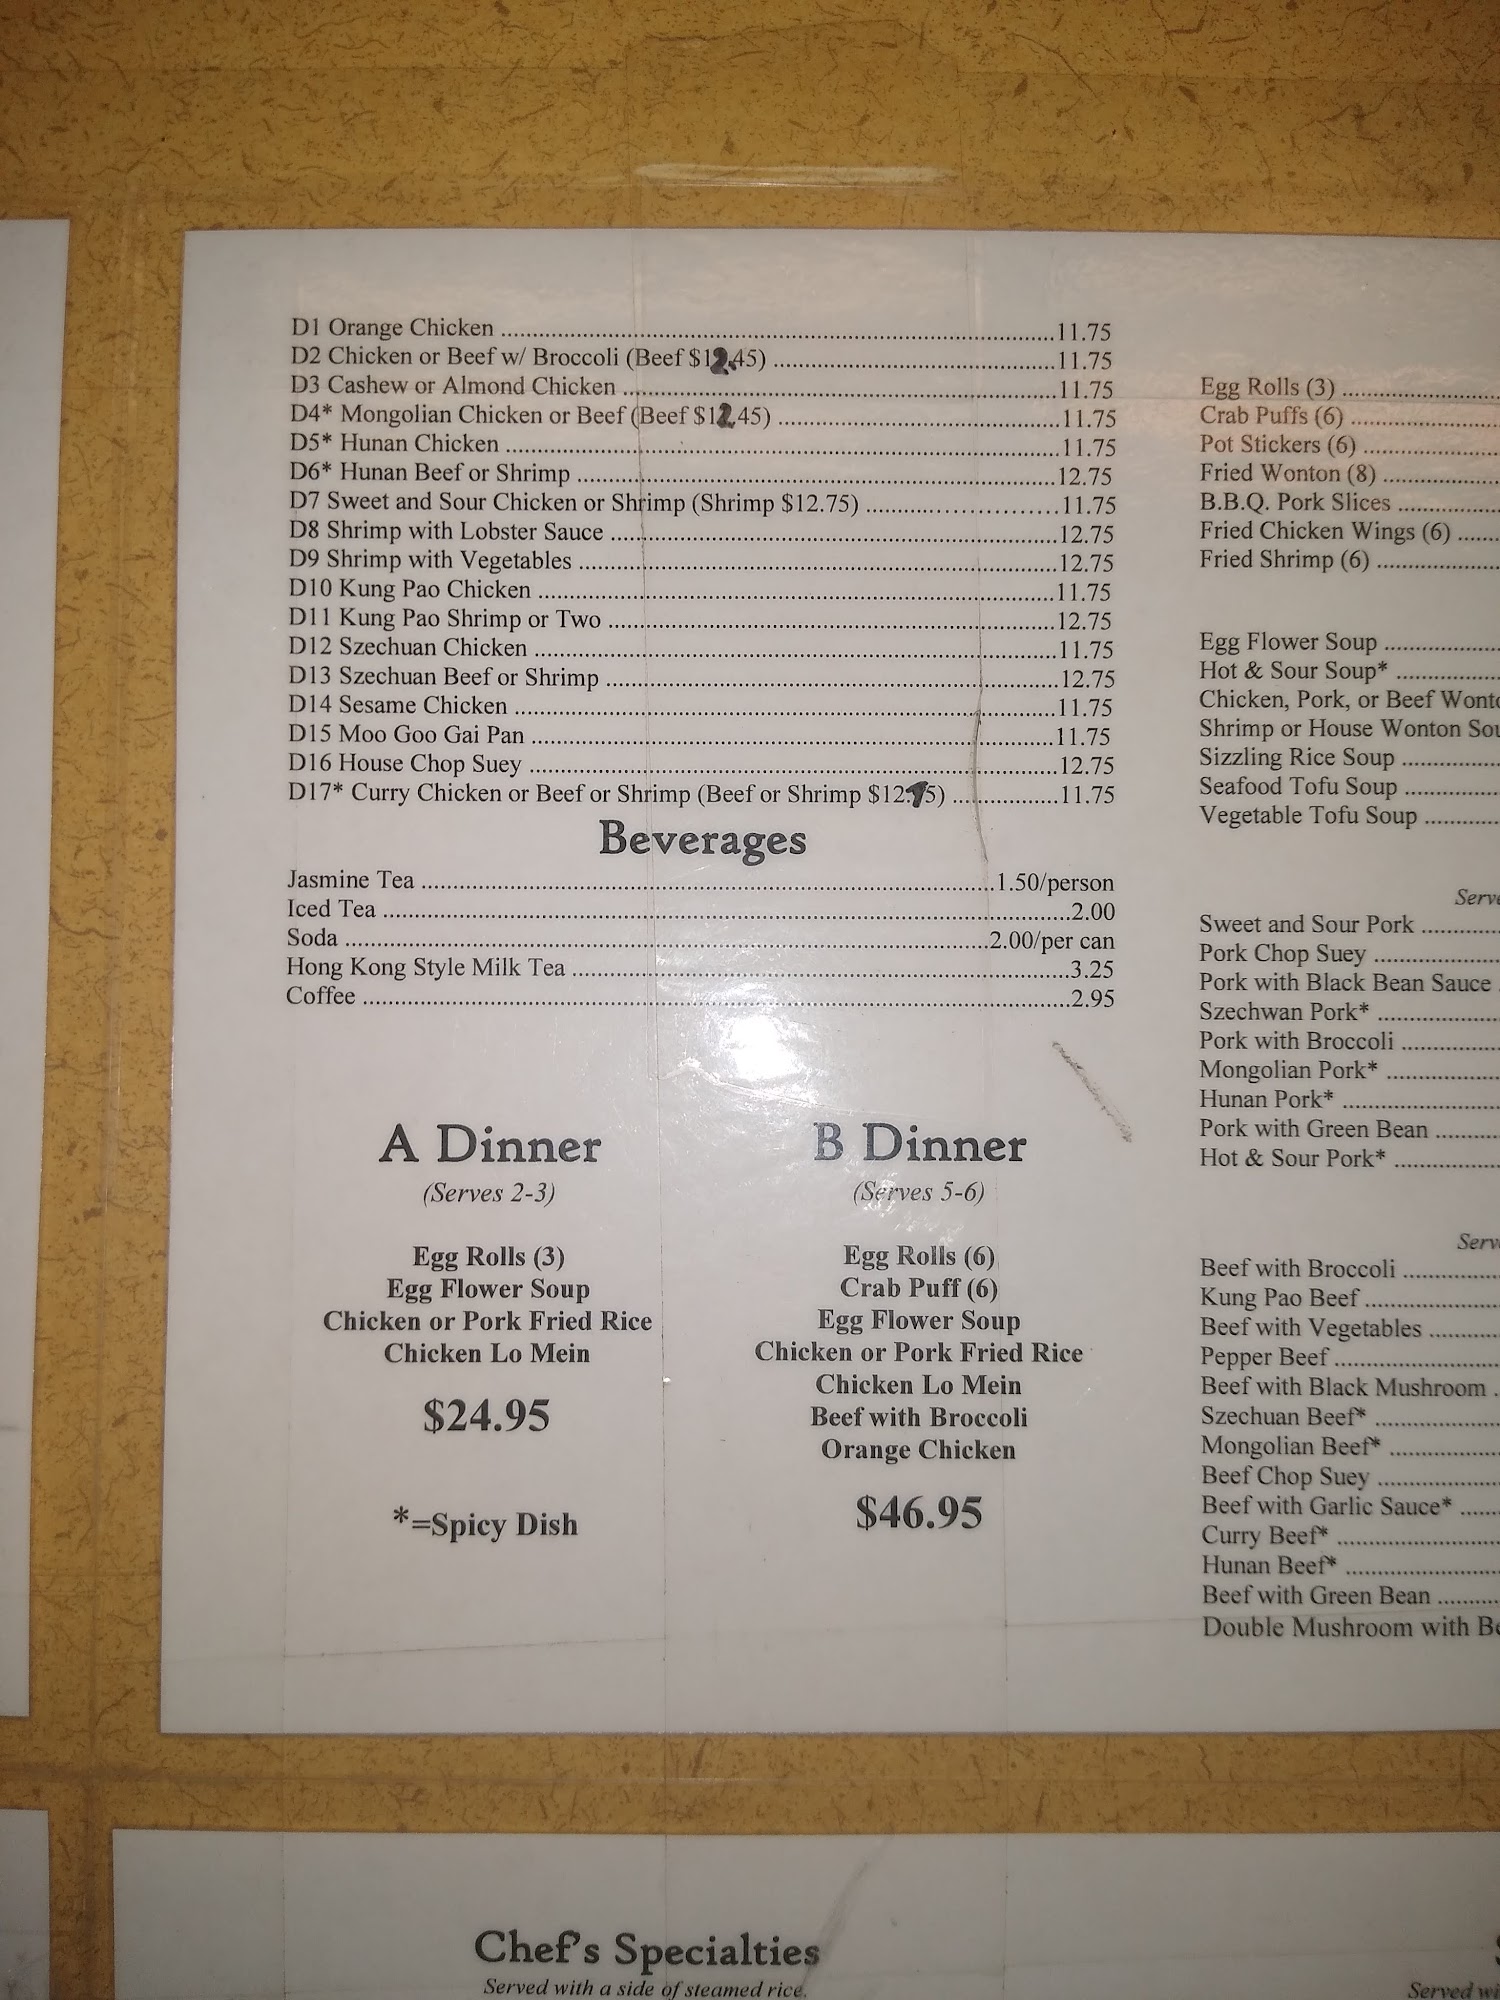 D1 Orange Chicken ... 11.75
D2 Chicken or Beef w/ Broccoli (Beef $12.45) ... 11.75
D3 Cashew or Almond Chicken ... 11.75
D4* Mongolian Chicken or Beef (Beef $12.45) ... 11.75
D5* Hunan Chicken ... 11.75
D6* Hunan Beef or Shrimp ... 12.75
D7 Sweet and Sour Chicken or Shrimp (Shrimp $12.75) ... 11.75
D8 Shrimp with Lobster Sauce ... 12.75
D9 Shrimp with Vegetables ... 12.75
D10 Kung Pao Chicken ... 11.75
D11 Kung Pao Shrimp or Two ... 12.75
D12 Szechuan Chicken ... 11.75
D13 Szechuan Beef or Shrimp ... 12.75
D14 Sesame Chicken ... 11.75
D15 Moo Goo Gai Pan ... 11.75
D16 House Chop Suey ... 12.75
D17* Curry Chicken or Beef or Shrimp (Beef or Shrimp ... 11.75
Beverages
Jasmine Tea ... 1.50/person
Iced Tea ... 2.00
Soda ... 2.00/per can
Hong Kong Style Milk Tea ... 3.25
Coffee ... 2.95
A Dinner
(Serves 2-3)
Egg Rolls (3)
Egg Flower Soup
Chicken or Pork Fried Rice
Chicken Lo Mein
$24.95
*=Spicy Dish
B Dinner
(Serves 5-6)
Egg Rolls (6)
Crab Puff (6)
Egg Flower Soup
Chicken or Pork Fried Rice
Chicken Lo Mein
Beef with Broccoli
Orange Chicken
$46.95
Egg Rolls (3)
Crab Puffs (6)
Pot Stickers (6)
Fried Wonton (8)
B.B.Q. Pork Slices
Fried Chicken Wings (6)
Fried Shrimp (6)
Egg Flower Soup
Hot & Sour Soup*
Chicken, Pork, or Beef
Shrimp or House Wonton
Sizzling Rice Soup
Seafood Tofu Soup
Vegetable Tofu Soup
Sweet and Sour Pork
Pork Chop Suey
Pork with Black Bean Sauce
Szechwan Pork*
Pork with Broccoli
Mongolian Pork*
Hunan Pork*
Pork with Green Bean
Hot & Sour Pork*
Beef with Broccoli
Kung Pao Beef
Beef with Vegetables
Pepper Beef
Beef with Black Mushroom
Szechuan Beef*
Mongolian Beef*
Beef Chop Suey
Beef with Garlic Sauce*
Curry Beef*
Hunan Beef*
Beef with Green Bean
Double Mushroom with
Chef's Specialties
Served with a side of steamed rice.
Served